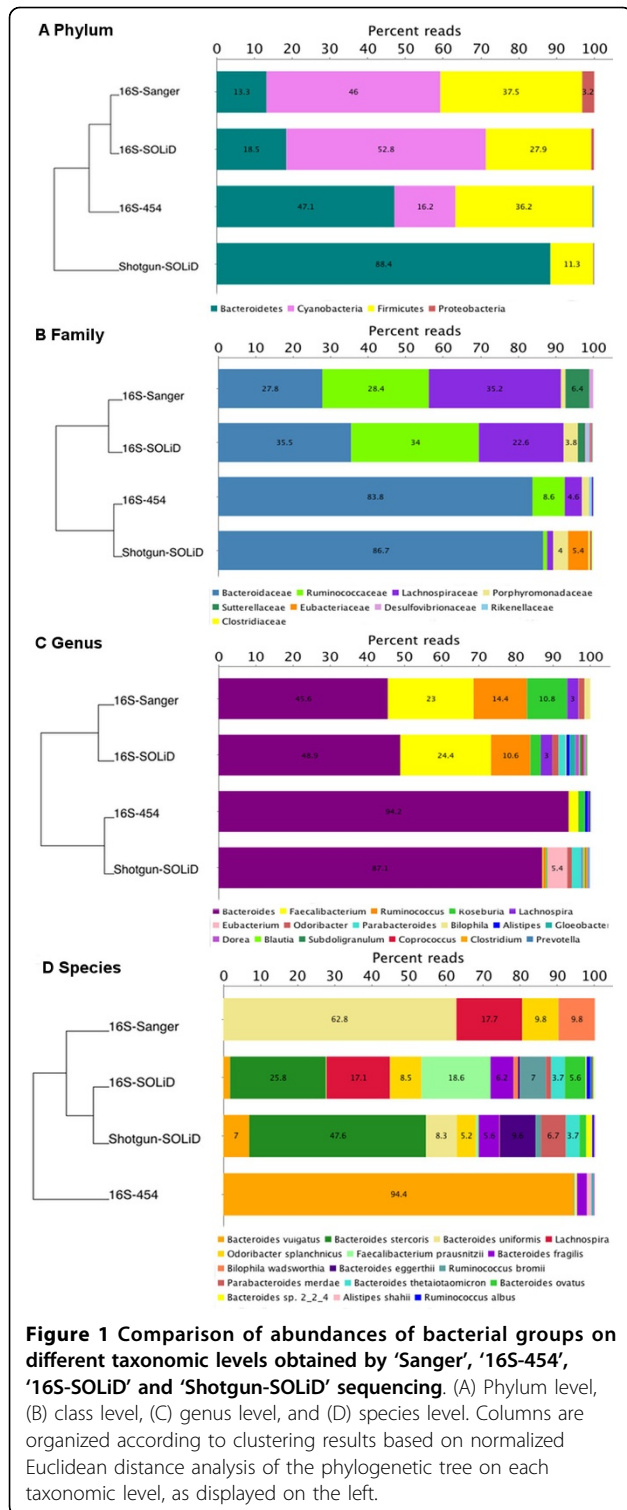 A Phylum
Percent reads
0 10 20 30 40 50 60 70 80 90 100
16S-Sanger 13.3 46 37.5 3.2
16S-SOLiD 18.5 52.8 27.9
16S-454 47.1 16.2 36.2
Shotgun-SOLiD 88.4 11.3
Bacteroidetes Cyanobacteria Firmicutes Proteobacteria
B Family
Percent reads
0 10 20 30 40 50 60 70 80 90 100
16S-Sanger 27.8 28.4 35.2 6.4
16S-SOLiD 35.5 34 22.6 3.8
16S-454 83.8 8.6 4.6
Shotgun-SOLiD 86.7 4 5.4
Bacteroidaceae Ruminococcaceae Lachnospiraceae Porphyromonadaceae
Sutterellaceae Eubacteriaceae Desulfovibrionaceae Rikenellaceae
Clostridiaceae
C Genus
Percent reads
0 10 20 30 40 50 60 70 80 90 100
16S-Sanger 23 14.4 10.8 3
16S-SOLiD 48.9 24.4 10.6 3
16S-454 94.2
Shotgun-SOLiD 87.1 5.4
Bacteroides Faecalibacterium Ruminococcus Roseburia Lachnospira
Eubacterium Odoribacter Parabacteroides Bilophila Alistipes Gloeobacter
Dorea Blautia Subdoligranulum Coprococcus Clostridium Prevotella
D Species
Percent reads
0 10 20 30 40 50 60 70 80 90 100
16S-Sanger 62.8 17.7 9.8 9.8
16S-SOLiD 25.8 17.1 8.5 18.6 6.2 7 3.7 5.6
Shotgun-SOLiD 7 47.6 8.3 5.2 5.6 9.6 6.7 3.7
16S-454 94.4
Bacteroides vulgatus Bacteroides stercoris Bacteroides uniformis Lachnospira
Odoribacter splanchnicus Faecalibacterium prausnitzii Bacteroides fragilis
Bilophila wadsworthia Bacteroides eggerthii Ruminococcus bromii
Parabacteroides merdae Bacteroides thetaiotaomicron Bacteroides ovatus
Bacteroides sp. 2_2_4 Alistipes shahii Ruminococcus albus
Figure 1 Comparison of abundances of bacterial groups on
different taxonomic levels obtained by ‘Sanger’, ‘16S-454’,
‘16S-SOLiD’ and ‘Shotgun-SOLiD’ sequencing. (A) Phylum level,
(B) class level, (C) genus level, and (D) species level. Columns are
organized according to clustering results based on normalized
Euclidean distance analysis of the phylogenetic tree on each
taxonomic level, as displayed on the left.